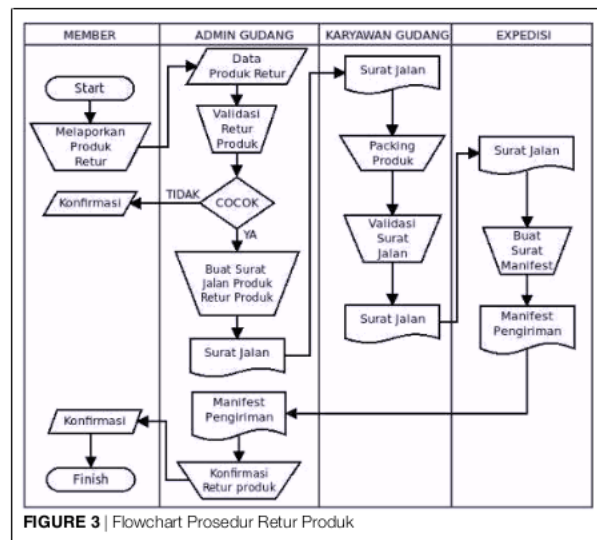 MEMBER
ADMIN GUDANG
KARYAWAN GUDANG
EXPEDISI
Start
Melaporkan
Produk
Retur
Konfirmasi
Konfirmasi
Finish
Data
Produk Retur
Validasi
Retur
Produk
TIDAK
COCOK
YA
Buat Surat
Jalan Produk
Retur Produk
Surat Jalan
Manifest
Pengiriman
Konfirmasi
Retur produk
Surat Jalan
Packing
Produk
Validasi
Surat
Jalan
Surat Jalan
Surat Jalan
Buat
Surat
Manifest
Manifest
Pengiriman
FIGURE 3 | Flowchart Prosedur Retur Produk